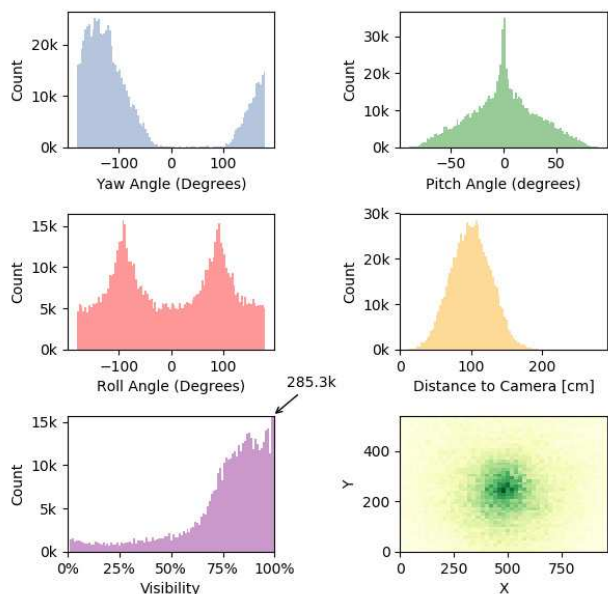 20k
10k
0k
−100 0 100
Count
Yaw Angle (Degrees)
30k
20k
10k
0k
−50 0 50
Count
Pitch Angle (degrees)
15k
10k
5k
0k
−100 0 100
Count
Roll Angle (Degrees)
30k
20k
10k
0k
0 100 200
Count
Distance to Camera [cm]
285.3k
15k
10k
5k
0k
0% 25% 50% 75% 100%
Count
Visibility
400
200
0
0 250 500 750
Y
X